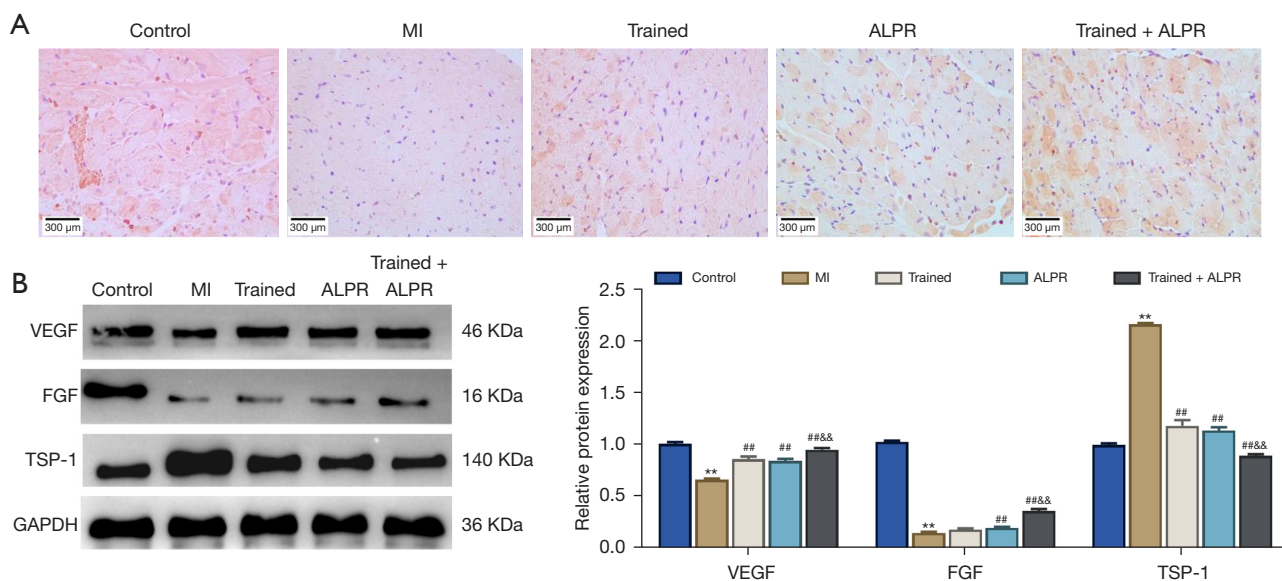 A
Control MI Trained ALPR Trained + ALPR
300 µm 300 µm 300 µm 300 µm 300 µm
B
Control MI Trained ALPR Trained + ALPR
VEGF 46 KDa
FGF 16 KDa
TSP-1 140 KDa
GAPDH 36 KDa
Control MI Trained ALPR Trained + ALPR
Relative protein expression
2.5
2.0
1.5
1.0
0.5
0.0
** ## ## ##&&
** ## ##&&
** ## ## ##&&
VEGF FGF TSP-1